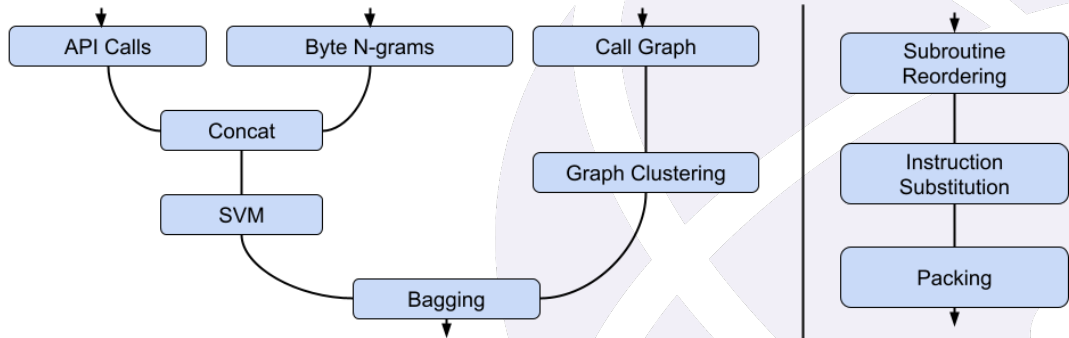 API Calls
Byte N-grams
Call Graph
Concat
Graph Clustering
SVM
Bagging
Subroutine
Reordering
Instruction
Substitution
Packing